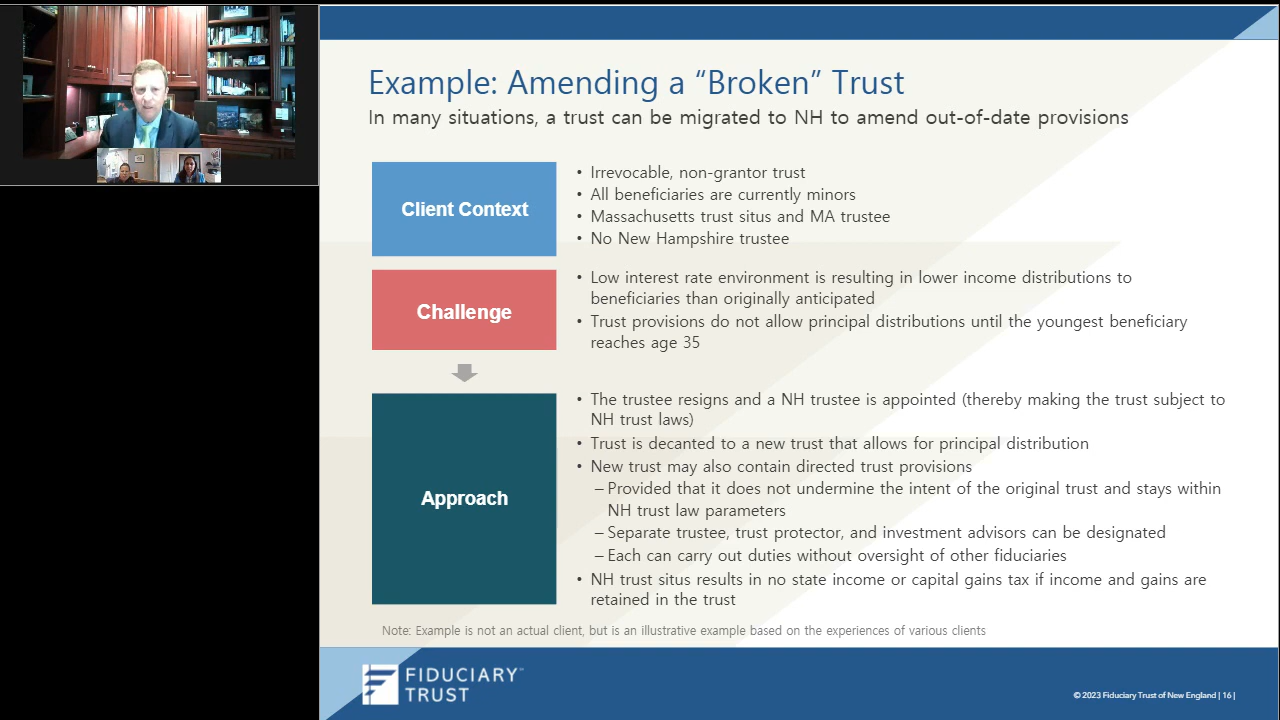 Example: Amending a “Broken” Trust
In many situations, a trust can be migrated to NH to amend out-of-date provisions
Client Context
• Irrevocable, non-grantor trust
• All beneficiaries are currently minors
• Massachusetts trust situs and MA trustee
• No New Hampshire trustee
Challenge
• Low interest rate environment is resulting in lower income distributions to
beneficiaries than originally anticipated
• Trust provisions do not allow principal distributions until the youngest beneficiary
reaches age 35
Approach
• The trustee resigns and a NH trustee is appointed (thereby making the trust subject to
NH trust laws)
• Trust is decanted to a new trust that allows for principal distribution
• New trust may also contain directed trust provisions
– Provided that it does not undermine the intent of the original trust and stays within
NH trust law parameters
– Separate trustee, trust protector, and investment advisors can be designated
– Each can carry out duties without oversight of other fiduciaries
• NH trust situs results in no state income or capital gains tax if income and gains are
retained in the trust
Note: Example is not an actual client, but is an illustrative example based on the experiences of various clients
FIDUCIARY™
TRUST
© 2023 Fiduciary Trust of New England | 16 |